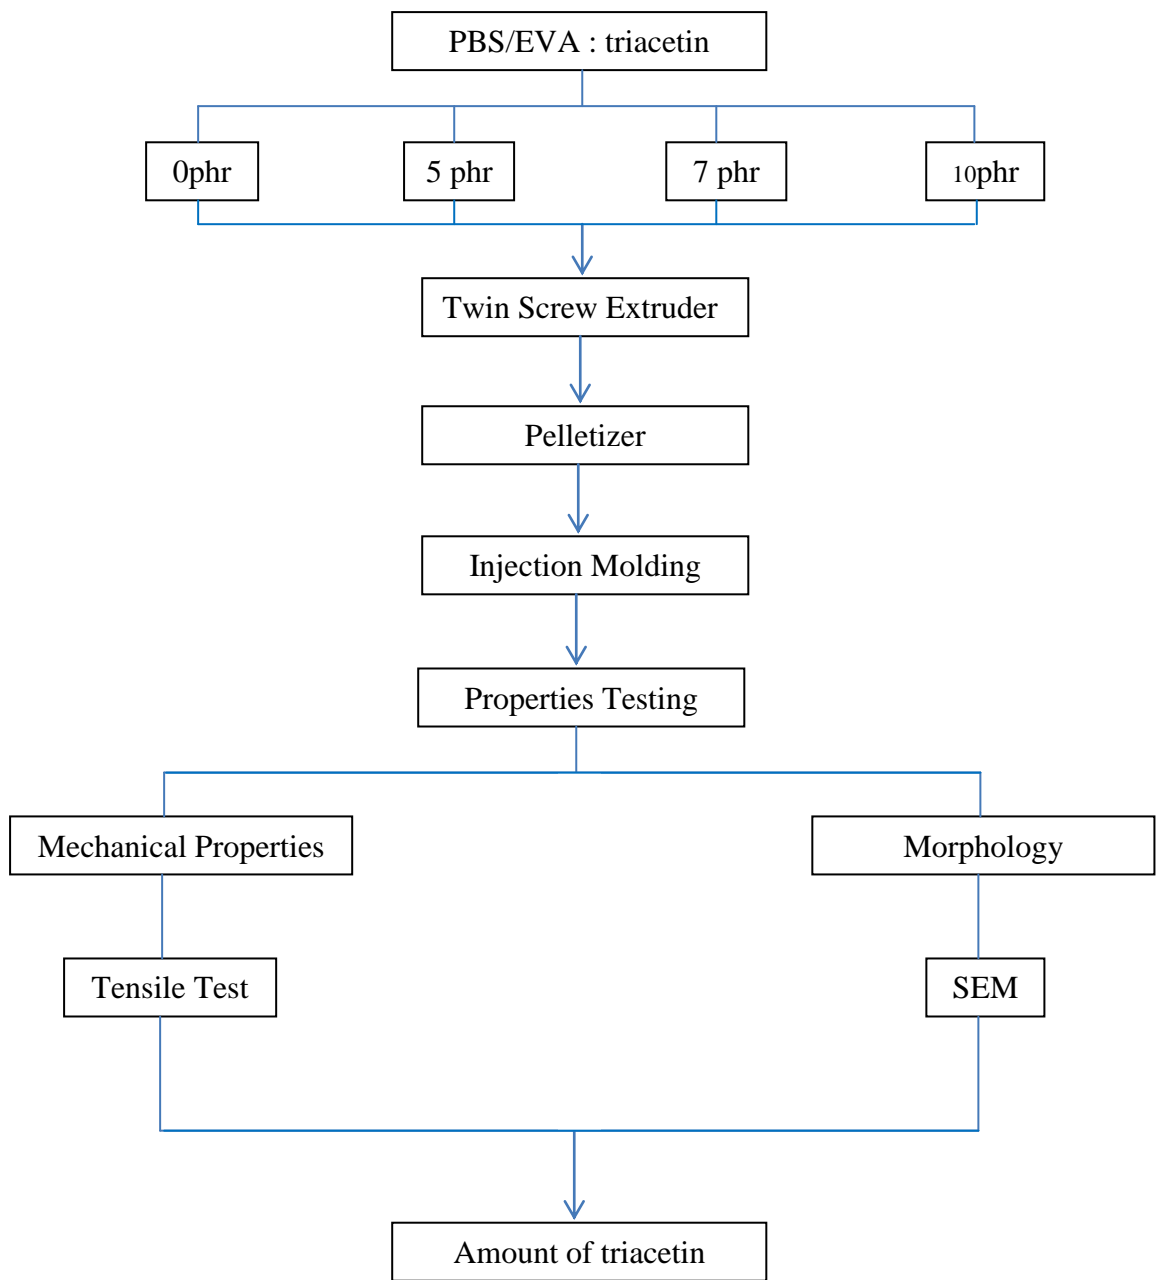 PBS/EVA : triacetin
0phr
5 phr
7 phr
10phr
Twin Screw Extruder
Pelletizer
Injection Molding
Properties Testing
Mechanical Properties
Morphology
Tensile Test
SEM
Amount of triacetin